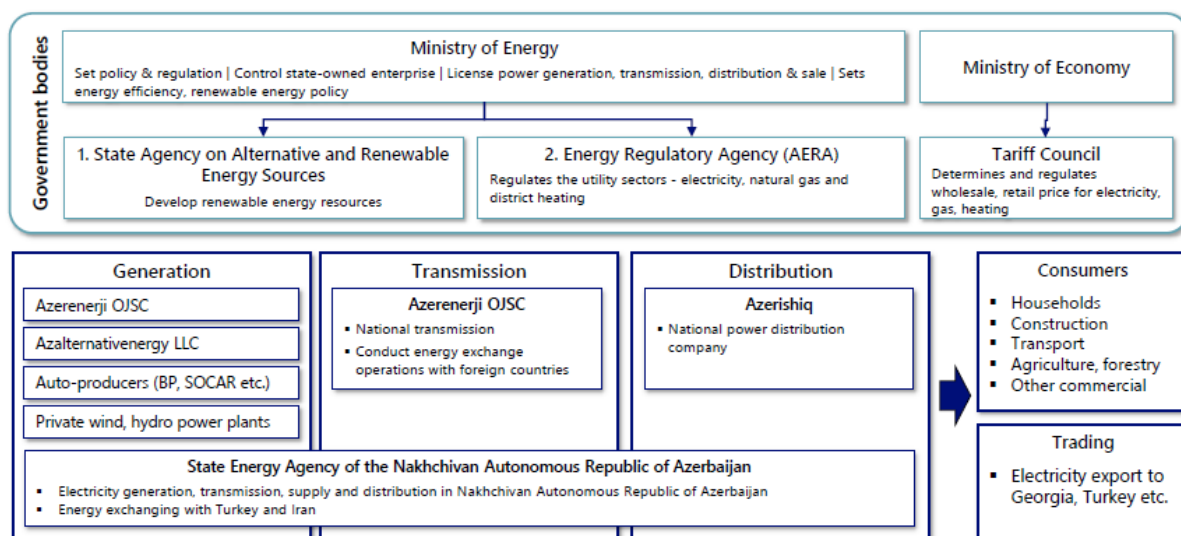 Government bodies
Ministry of Energy
Set policy & regulation | Control state-owned enterprise | License power generation, transmission, distribution & sale | Sets
energy efficiency, renewable energy policy
Ministry of Economy
1. State Agency on Alternative and Renewable
Energy Sources
Develop renewable energy resources
2. Energy Regulatory Agency (AERA)
Regulates the utility sectors - electricity, natural gas and
district heating
Tariff Council
Determines and regulates
wholesale, retail price for electricity,
gas, heating
Generation
Azerenerji OJSC
Azalternativenergy LLC
Auto-producers (BP, SOCAR etc.)
Private wind, hydro power plants
Transmission
Azerenerji OJSC
▪ National transmission
▪ Conduct energy exchange
operations with foreign countries
Distribution
Azerishiq
▪ National power distribution
company
State Energy Agency of the Nakhchivan Autonomous Republic of Azerbaijan
▪ Electricity generation, transmission, supply and distribution in Nakhchivan Autonomous Republic of Azerbaijan
▪ Energy exchanging with Turkey and Iran
Consumers
▪ Households
▪ Construction
▪ Transport
▪ Agriculture, forestry
▪ Other commercial
Trading
▪ Electricity export to
Georgia, Turkey etc.